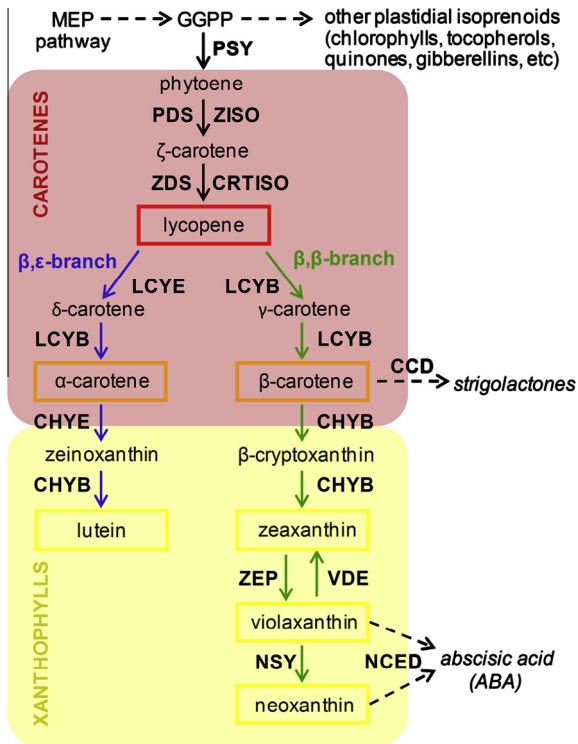 MEP
pathway
GGPP
other plastidial isoprenoids
(chlorophylls, tocopherols,
quinones, gibberellins, etc)
PSY
CAROTENES
phytoene
PDS ZISO
ζ-carotene
ZDS CRTISO
lycopene
β,ε-branch
β,β-branch
LCYE
LCYB
δ-carotene
γ-carotene
LCYB
LCYB
α-carotene
β-carotene
CCD
strigolactones
CHYE
CHYB
zeinoxanthin
β-cryptoxanthin
CHYB
CHYB
lutein
zeaxanthin
XANTHOPHYLLS
ZEP
VDE
violaxanthin
NSY
NCED
abscisic acid
(ABA)
neoxanthin